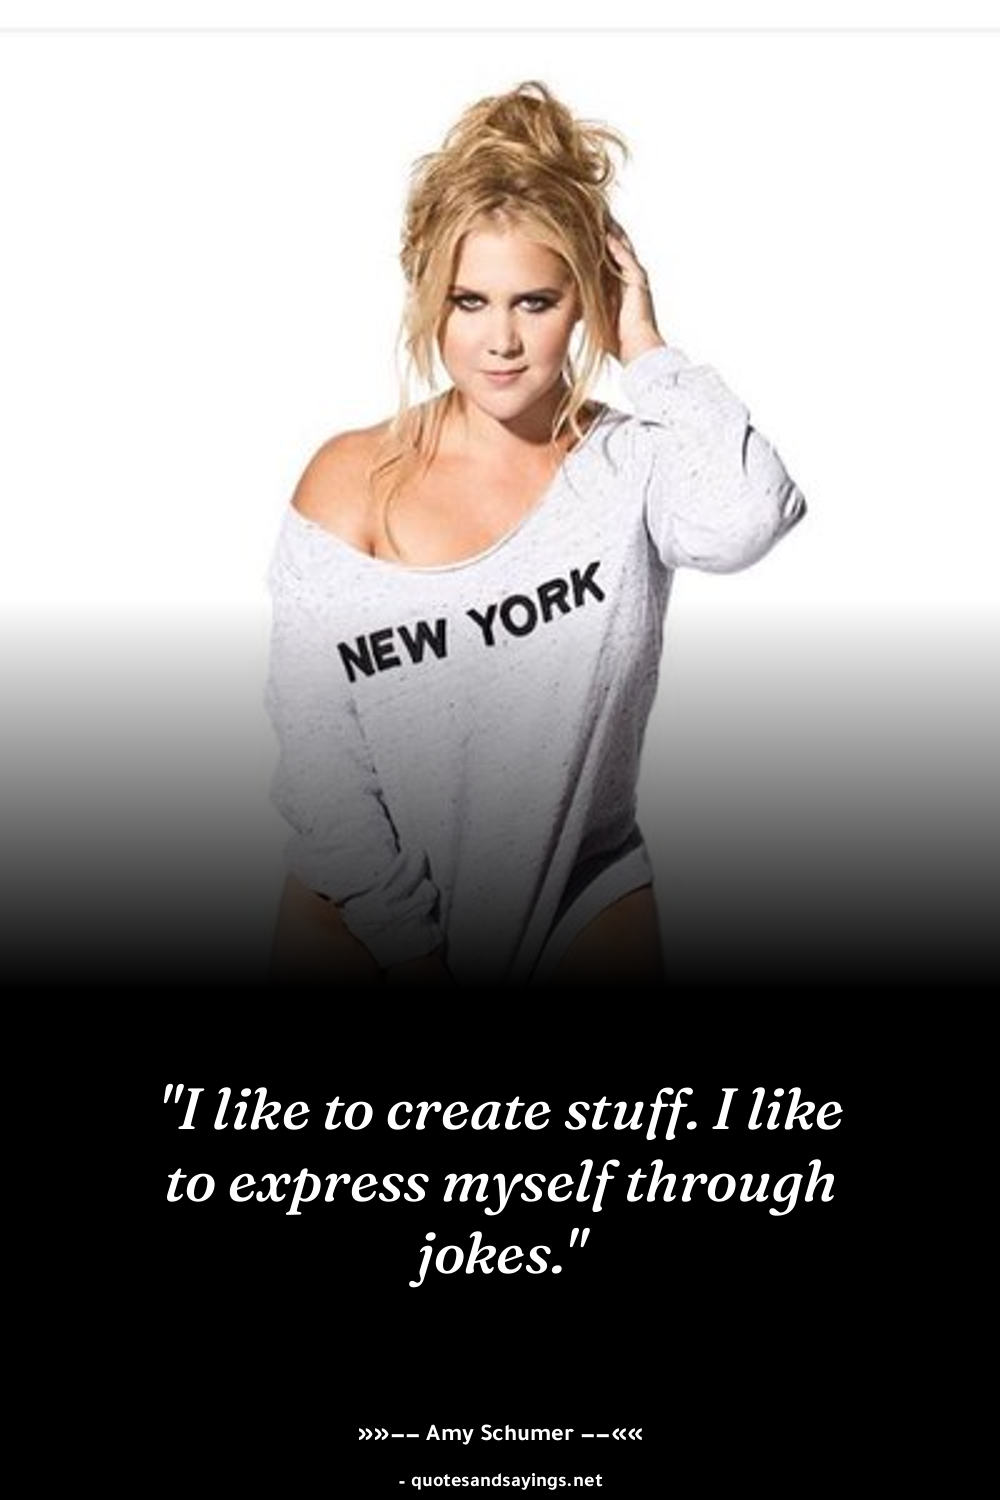 NEW YORK
"I like to create stuff. I like
to express myself through
jokes."
»»−− Amy Schumer −−««
- quotesandsayings.net